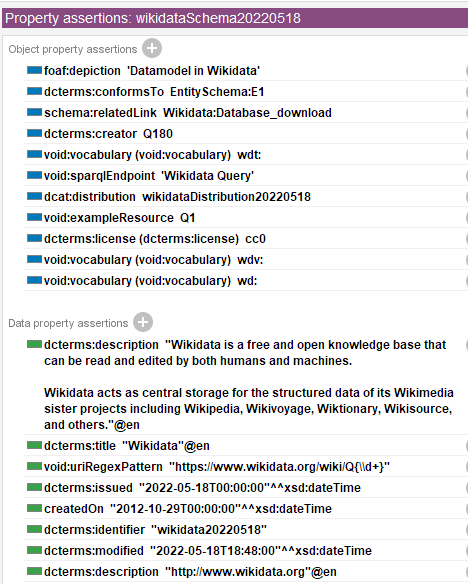 Property assertions: wikidataSchema20220518
Object property assertions
foaf:depiction 'Datamodel in Wikidata'
dcterms:conformsTo EntitySchema:E1
schema:relatedLink Wikidata:Database_download
dcterms:creator Q180
void:vocabulary (void:vocabulary) wdt:
void:sparqlEndpoint 'Wikidata Query'
dcat:distribution wikidataDistribution20220518
void:exampleResource Q1
dcterms:license (dcterms:license) cc0
void:vocabulary (void:vocabulary) wdv:
void:vocabulary (void:vocabulary) wd:
Data property assertions
dcterms:description "Wikidata is a free and open knowledge base that
can be read and edited by both humans and machines.
Wikidata acts as central storage for the structured data of its Wikimedia
sister projects including Wikipedia, Wikivoyage, Wiktionary, Wikisource,
and others."@en
dcterms:title "Wikidata"@en
void:uriRegexPattern "https://www.wikidata.org/wiki/Q{\\d+}"
dcterms:issued "2022-05-18T00:00:00"^^xsd:dateTime
createdOn "2012-10-29T00:00:00"^^xsd:dateTime
dcterms:identifier "wikidata20220518"
dcterms:modified "2022-05-18T18:48:00"^^xsd:dateTime
dcterms:description "http://www.wikidata.org"@en